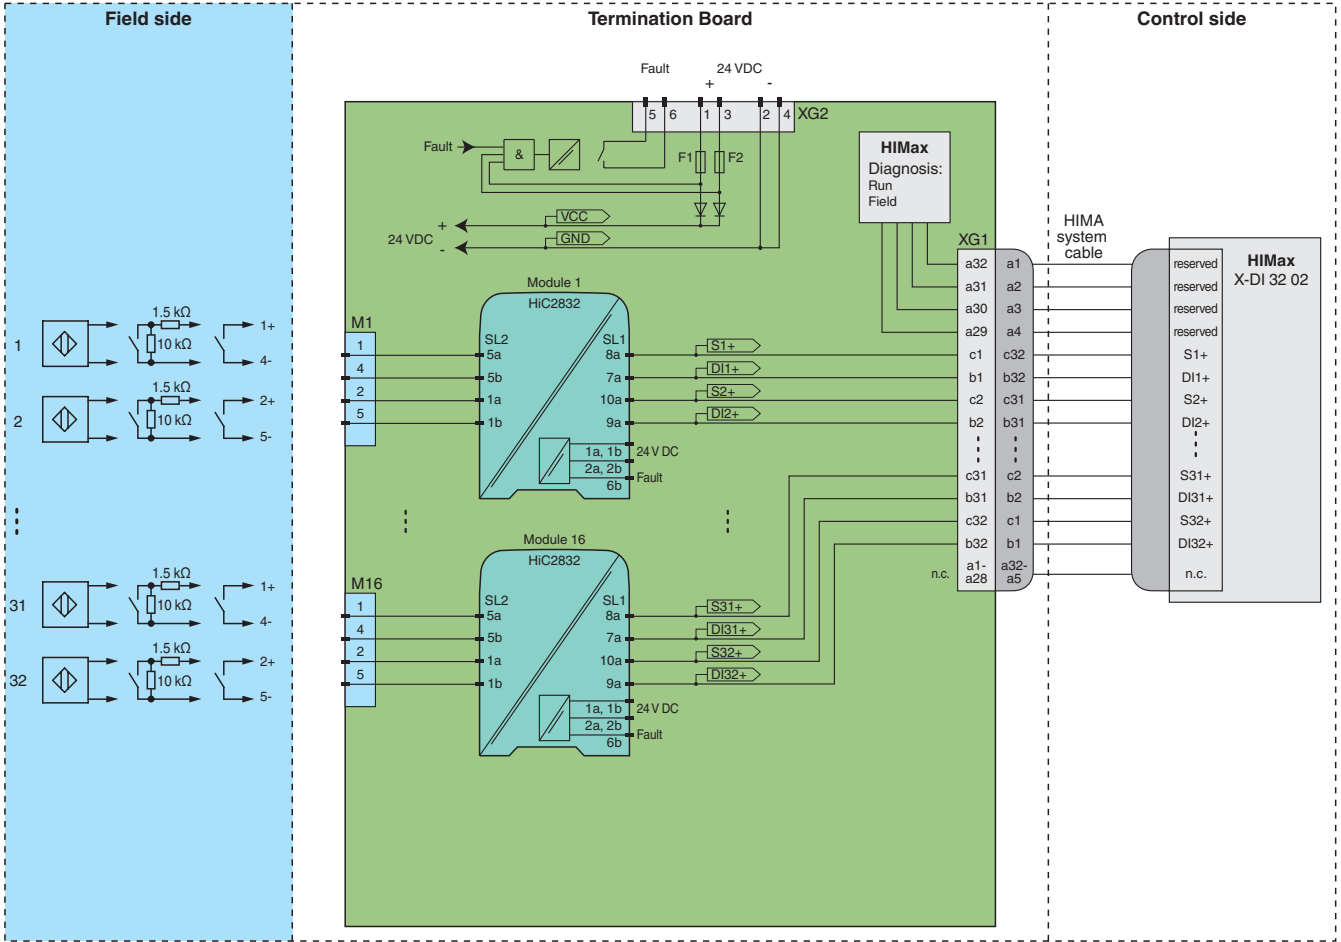 Field side
Termination Board
Control side
Fault
24 VDC
+
-
5 6 1 3 2 4
XG2
Fault
&
F1
F2
VCC
GND
+
24 VDC
-
HIMax
Diagnosis:
Run
Field
HIMA
system
cable
HIMax
X-DI 32 02
XG1
a32 a1 reserved
a31 a2 reserved
a30 a3 reserved
a29 a4 reserved
c1 c32 S1+
b1 b32 DI1+
c2 c31 S2+
b2 b31 DI2+
c31 c2 S31+
b31 b2 DI31+
c32 c1 S32+
b32 b1 DI32+
n.c.
a1-
a28
a32-
a5
n.c.
1
1.5 kΩ
10 kΩ
1+
4-
2
1.5 kΩ
10 kΩ
2+
5-
31
1.5 kΩ
10 kΩ
1+
4-
32
1.5 kΩ
10 kΩ
2+
5-
M1
1
4
2
5
Module 1
HiC2832
SL2
5a
5b
1a
1b
SL1
8a
7a
10a
9a
S1+
DI1+
S2+
DI2+
1a, 1b
2a, 2b
6b
24 V DC
Fault
M16
1
4
2
5
Module 16
HiC2832
SL2
5a
5b
1a
1b
SL1
8a
7a
10a
9a
S31+
DI31+
S32+
DI32+
1a, 1b
2a, 2b
6b
24 V DC
Fault